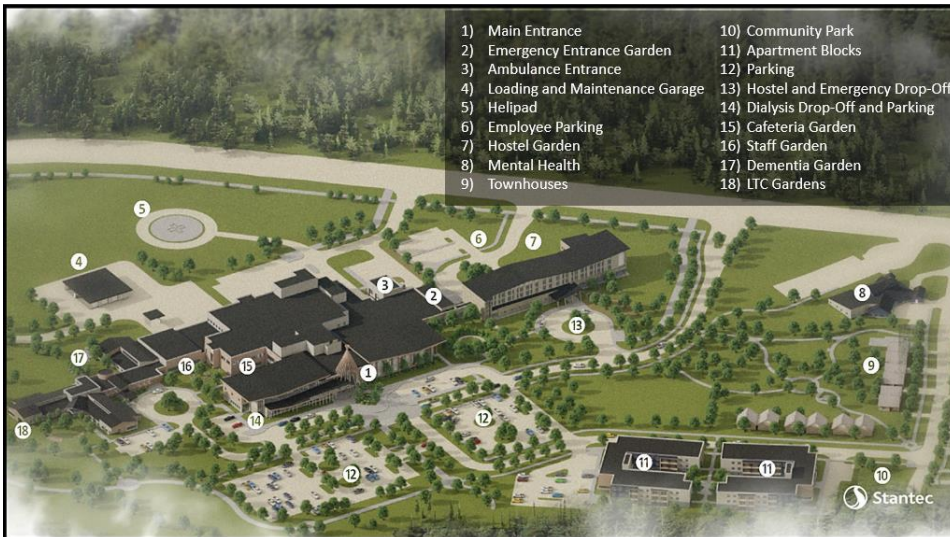 1) Main Entrance
2) Emergency Entrance Garden
3) Ambulance Entrance
4) Loading and Maintenance Garage
5) Helipad
6) Employee Parking
7) Hostel Garden
8) Mental Health
9) Townhouses
10) Community Park
11) Apartment Blocks
12) Parking
13) Hostel and Emergency Drop-Off
14) Dialysis Drop-Off and Parking
15) Cafeteria Garden
16) Staff Garden
17) Dementia Garden
18) LTC Gardens
5
6
7
4
3
2
8
13
17
16
15
1
9
14
12
18
12
11
11
10
Stantec